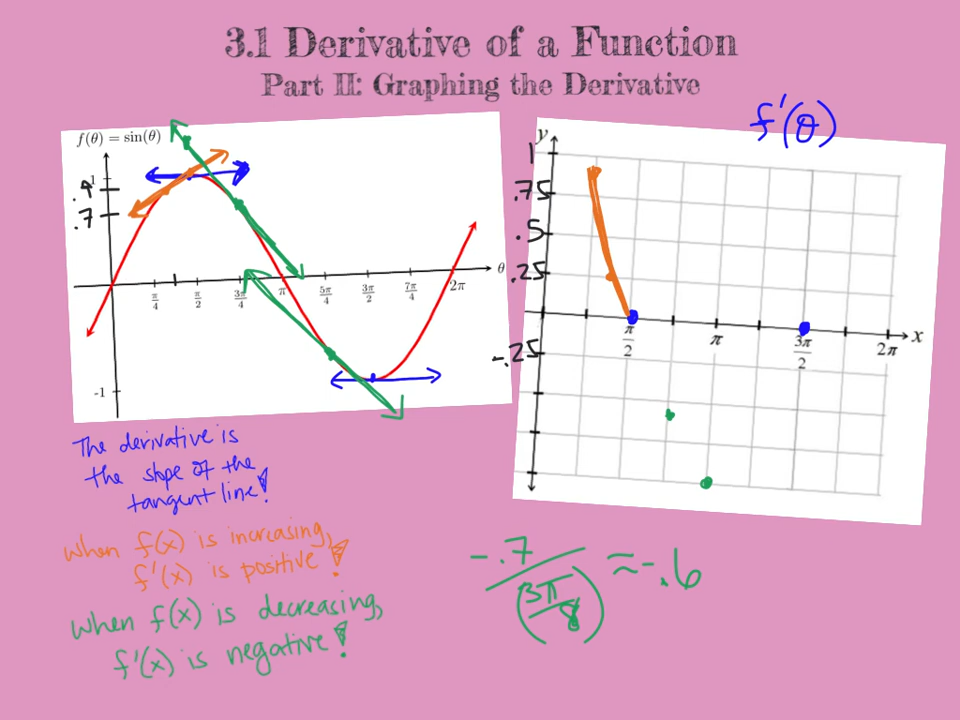 3.1 Derivative of a Function
Part II: Graphing the Derivative
f(θ) = sin(θ)
1
.9
.7
π/4
π/2
3π/4
π
5π/4
3π/2
7π/4
2π
θ
-1
f'(θ)
y
1
.75
.5
.25
-.25
π/2
π
3π/2
2π
x
The derivative is
the slope of the
tangent line!
when f(x) is increasing,
f'(x) is positive!
when f(x) is decreasing,
f'(x) is negative!
-.7/(3π/8) ≈ -.6